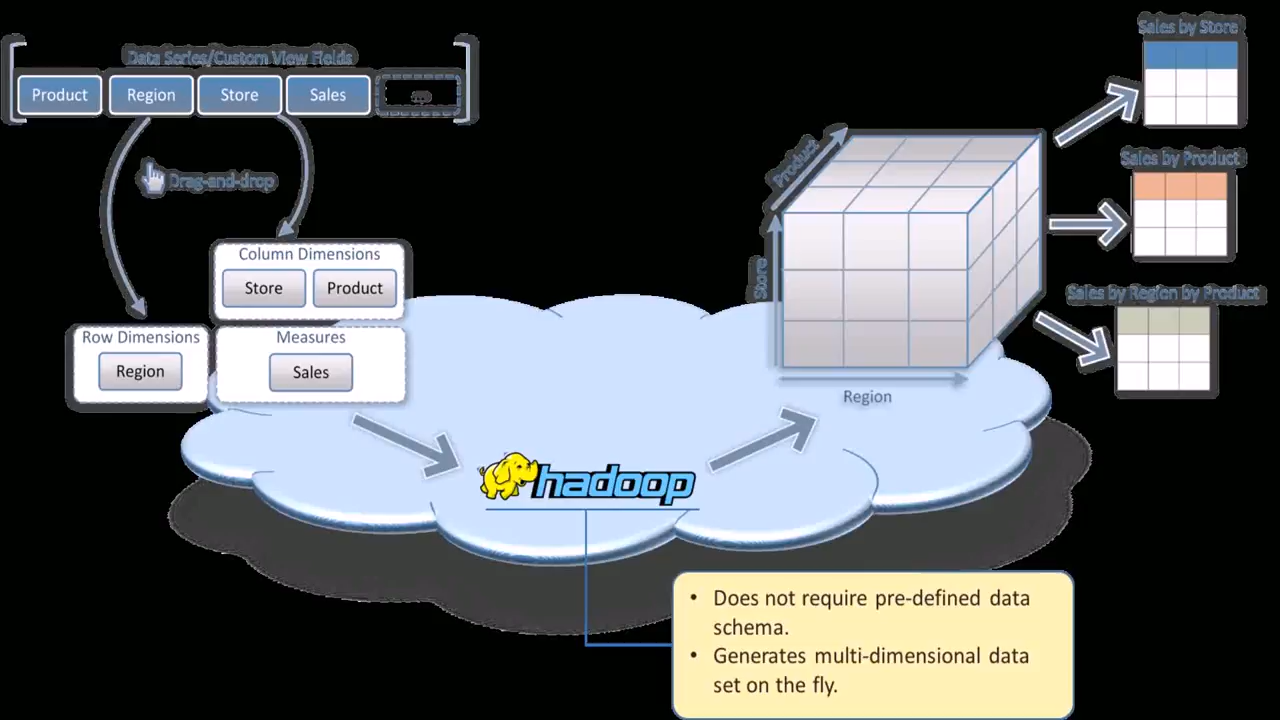 Data Series/Custom View Fields
Product Region Store Sales ...
Drag-and-drop
Column Dimensions
Store Product
Row Dimensions
Region
Measures
Sales
hadoop
Product
Store
Region
Sales by Store
Sales by Product
Sales by Region by Product
• Does not require pre-defined data
schema.
• Generates multi-dimensional data
set on the fly.